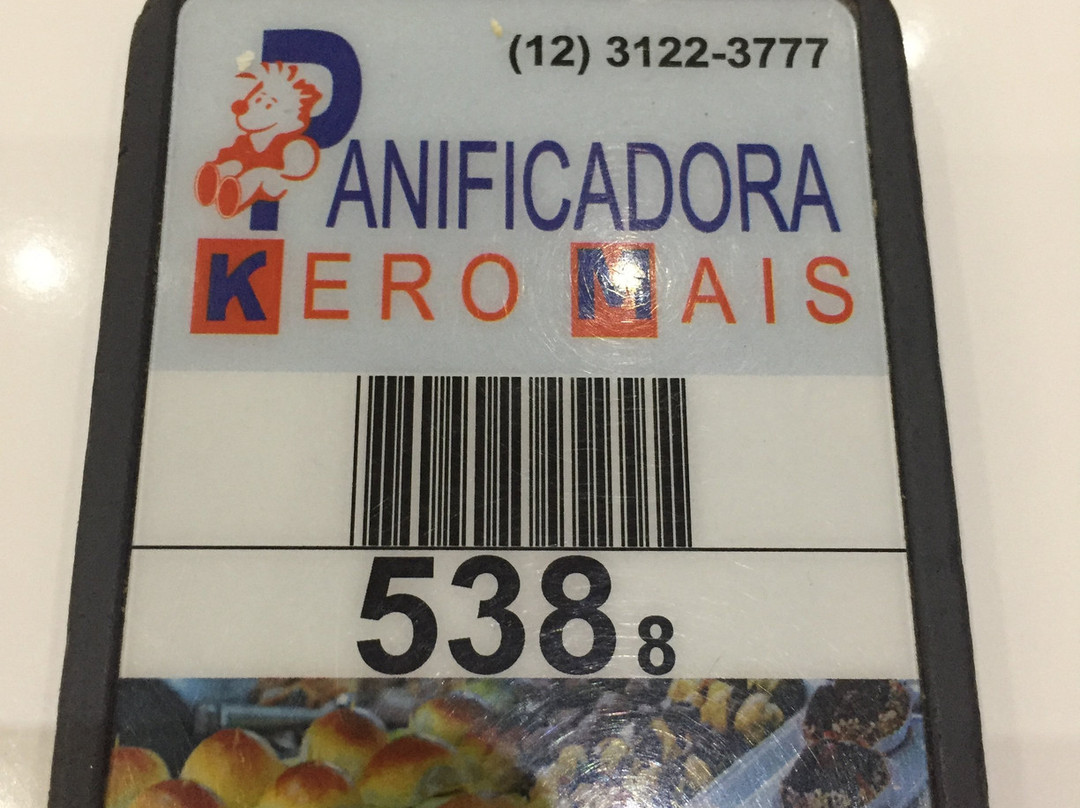 (12) 3122-3777
PANIFICADORA
KERO MAIS
538 8